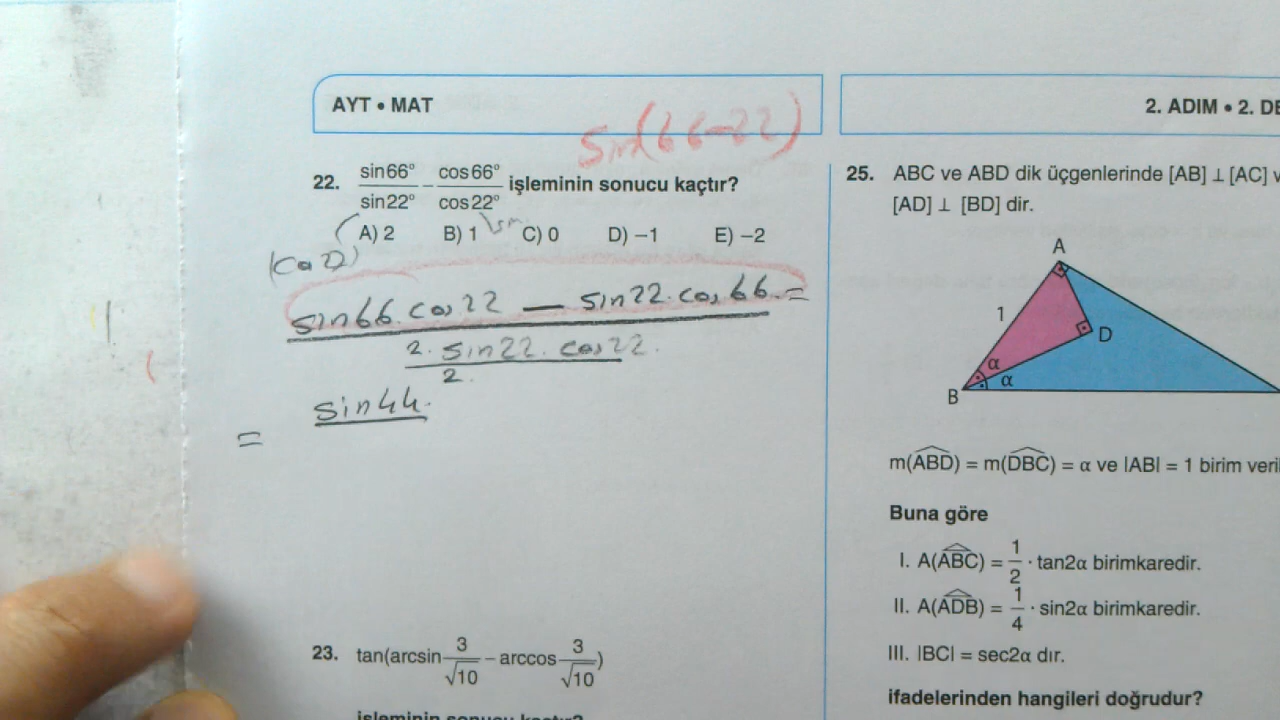 AYT • MAT
sin(66-22)
22. sin66°/sin22° - cos66°/cos22° işleminin sonucu kaçtır?
A) 2 B) 1 C) 0 D) -1 E) -2
sin66.cos22 - sin22.cos66 =
2.sin22.cos22.
2.
= sin44.
23. tan(arcsin 3/√10 - arccos 3/√10)
işleminin sonucu kaçtır?
2. ADIM • 2. DE
25. ABC ve ABD dik üçgenlerinde [AB] ⊥ [AC] v
[AD] ⊥ [BD] dir.
A
1
D
α
α
B
m(ABD) = m(DBC) = α ve |AB| = 1 birim veri
Buna göre
I. A(ABC) = 1/2 · tan2α birimkaredir.
II. A(ADB) = 1/4 · sin2α birimkaredir.
III. |BC| = sec2α dır.
ifadelerinden hangileri doğrudur?